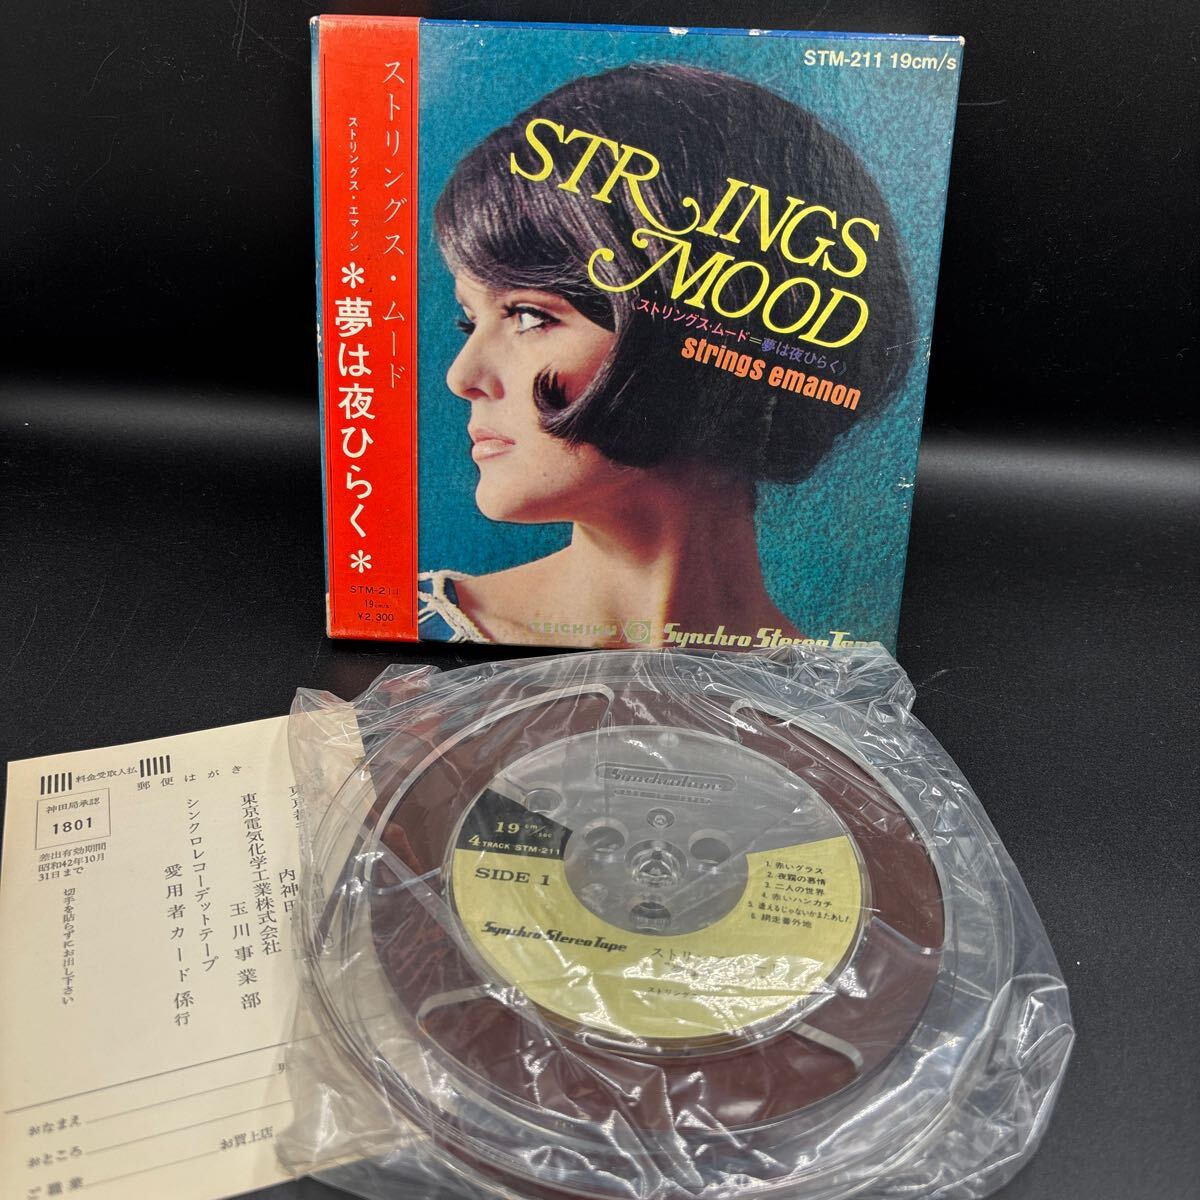 STM-211 19cm/s
STRINGS
MOOD
《ストリングス・ムード=夢は夜ひらく》
strings emanon
TEICHIKU
Synchro Stereo Tape
ストリングス・ムード
ストリングス・エマノン
*夢は夜ひらく*
STM-211
19cm/s
¥2,300
料金受取人払
郵便はがき
神田局承認
1801
差出有効期間
昭和42年10月
31日まで
切手を貼らずにお出し下さい
内神田
東京電気化学工業株式会社
玉川事業部
シンクロレコーデットテープ
愛用者カード係行
おなまえ
おところ
お買上店
ご職業
Synchrotape
19 cm/sec
4 TRACK STM-211
SIDE 1
1. 赤いグラス
2. 夜霧の慕情
3. 二人の世界
4. 赤いハンカチ
5. 逢えるじゃないかまたあした
6. 網走番外地
Synchro Stereo Tape